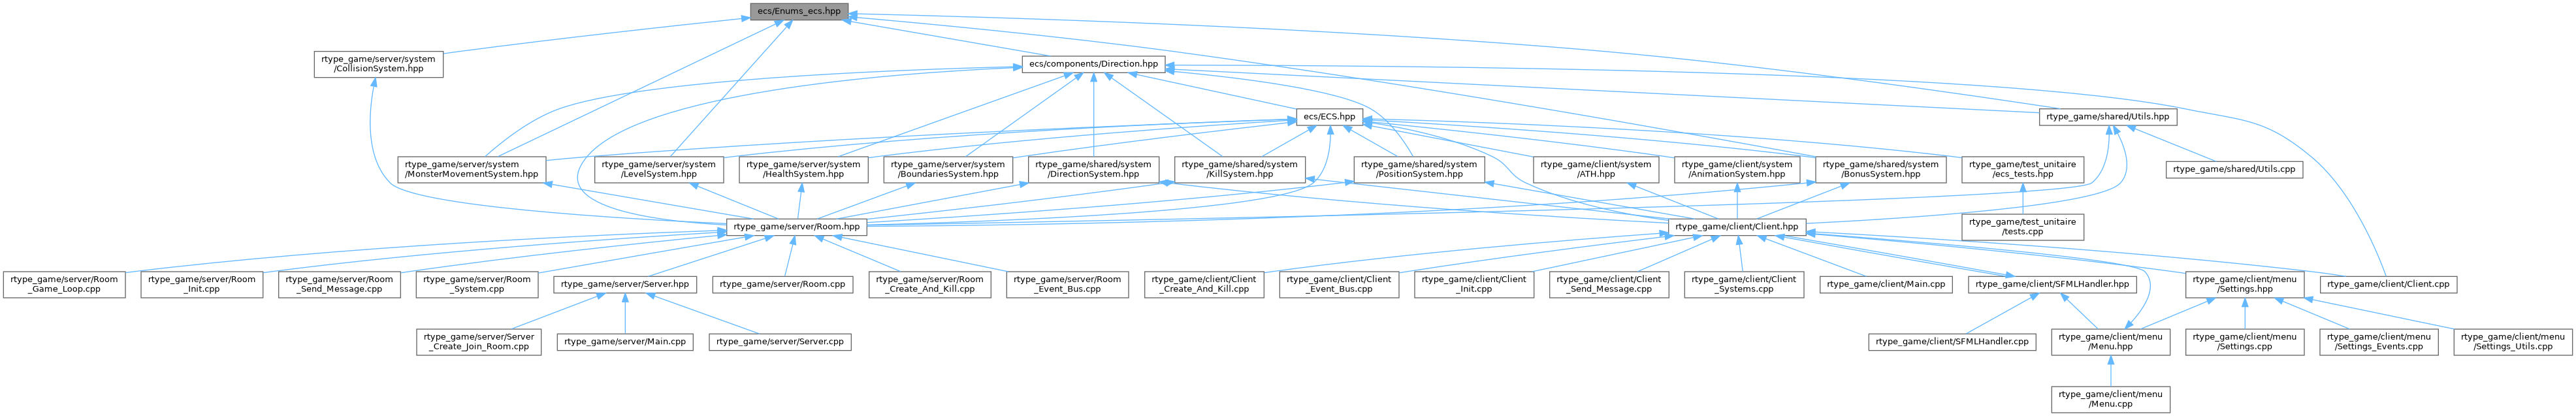 ecs/Enums_ecs.hpp
rtype_game/server/system
/CollisionSystem.hpp
ecs/components/Direction.hpp
ecs/ECS.hpp
rtype_game/shared/Utils.hpp
rtype_game/server/system
/MonsterMovementSystem.hpp
rtype_game/server/system
/LevelSystem.hpp
rtype_game/server/system
/HealthSystem.hpp
rtype_game/server/system
/BoundariesSystem.hpp
rtype_game/shared/system
/DirectionSystem.hpp
rtype_game/shared/system
/KillSystem.hpp
rtype_game/shared/system
/PositionSystem.hpp
rtype_game/client/system
/ATH.hpp
rtype_game/client/system
/AnimationSystem.hpp
rtype_game/shared/system
/BonusSystem.hpp
rtype_game/test_unitaire
/ecs_tests.hpp
rtype_game/shared/Utils.cpp
rtype_game/server/Room.hpp
rtype_game/client/Client.hpp
rtype_game/test_unitaire
/tests.cpp
rtype_game/server/Room
_Game_Loop.cpp
rtype_game/server/Room
_Init.cpp
rtype_game/server/Room
_Send_Message.cpp
rtype_game/server/Room
_System.cpp
rtype_game/server/Server.hpp
rtype_game/server/Room.cpp
rtype_game/server/Room
_Create_And_Kill.cpp
rtype_game/server/Room
_Event_Bus.cpp
rtype_game/client/Client
_Create_And_Kill.cpp
rtype_game/client/Client
_Event_Bus.cpp
rtype_game/client/Client
_Init.cpp
rtype_game/client/Client
_Send_Message.cpp
rtype_game/client/Client
_Systems.cpp
rtype_game/client/Main.cpp
rtype_game/client/SFMLHandler.hpp
rtype_game/client/menu
/Settings.hpp
rtype_game/client/Client.cpp
rtype_game/server/Server
_Create_Join_Room.cpp
rtype_game/server/Main.cpp
rtype_game/server/Server.cpp
rtype_game/client/SFMLHandler.cpp
rtype_game/client/menu
/Menu.hpp
rtype_game/client/menu
/Settings.cpp
rtype_game/client/menu
/Settings_Events.cpp
rtype_game/client/menu
/Settings_Utils.cpp
rtype_game/client/menu
/Menu.cpp